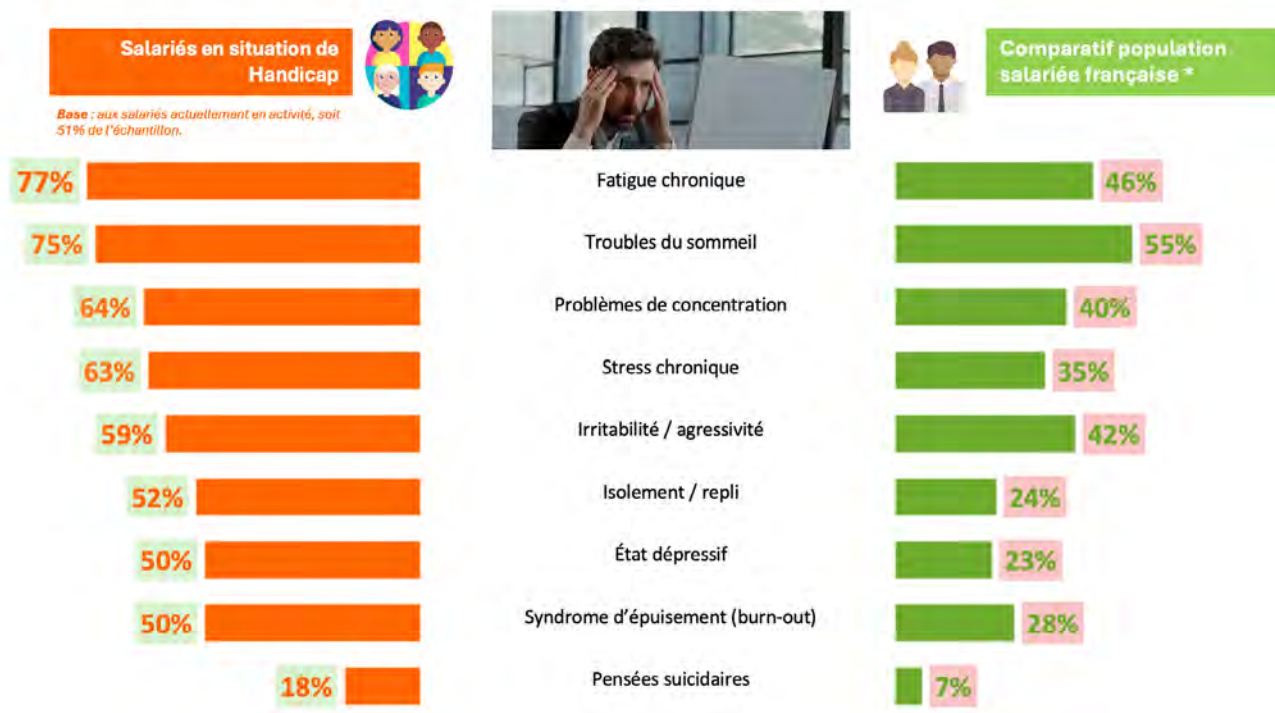 Salariés en situation de
Handicap
Base : aux salariés actuellement en activité, soit
51% de l'échantillon.
Comparatif population
salariée française *
77%
Fatigue chronique
46%
75%
Troubles du sommeil
55%
64%
Problèmes de concentration
40%
63%
Stress chronique
35%
59%
Irritabilité / agressivité
42%
52%
Isolement / repli
24%
50%
État dépressif
23%
50%
Syndrome d'épuisement (burn-out)
28%
18%
Pensées suicidaires
7%